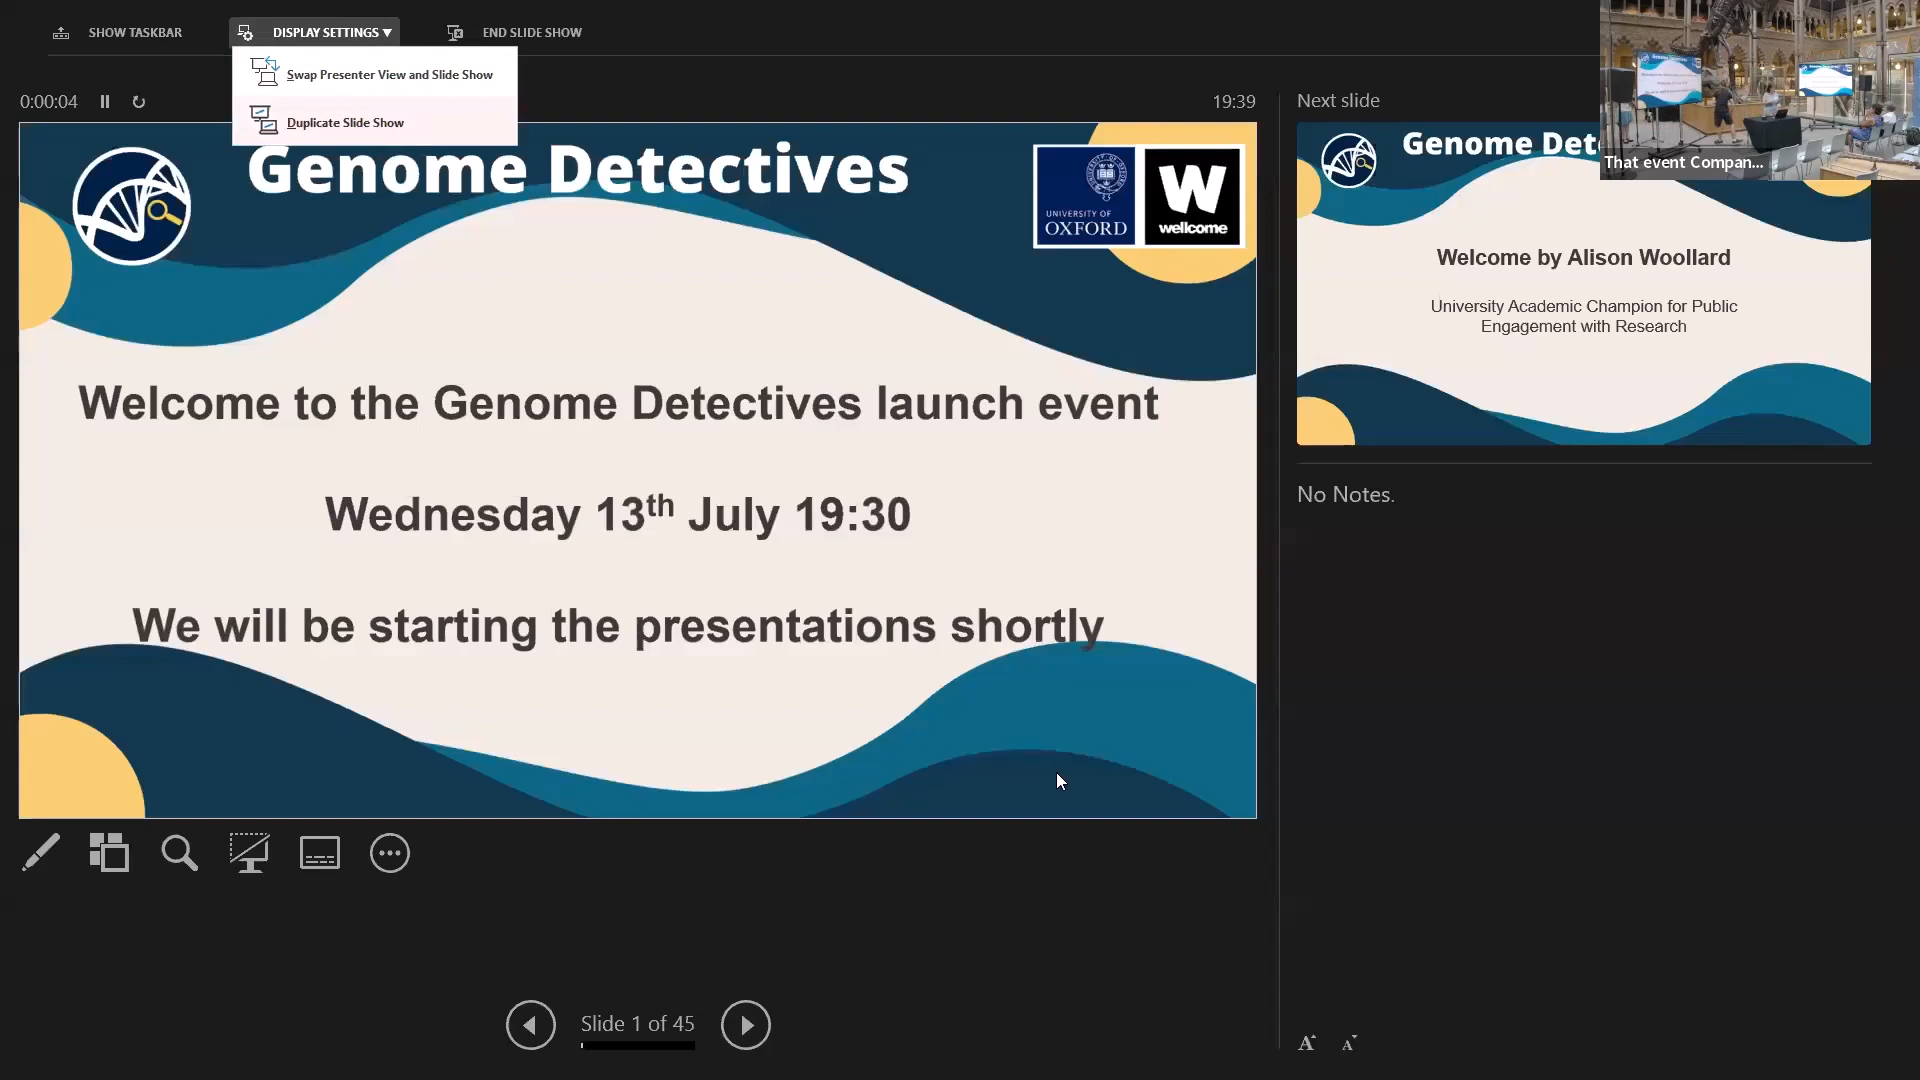 SHOW TASKBAR
DISPLAY SETTINGS ▼
END SLIDE SHOW
Swap Presenter View and Slide Show
Duplicate Slide Show
0:00:04
19:39
Genome Detectives
UNIVERSITY OF
OXFORD
W
wellcome
Welcome to the Genome Detectives launch event
Wednesday 13th July 19:30
We will be starting the presentations shortly
Slide 1 of 45
Next slide
That event Compan...
Genome Det
Welcome by Alison Woollard
University Academic Champion for Public
Engagement with Research
No Notes.
A A